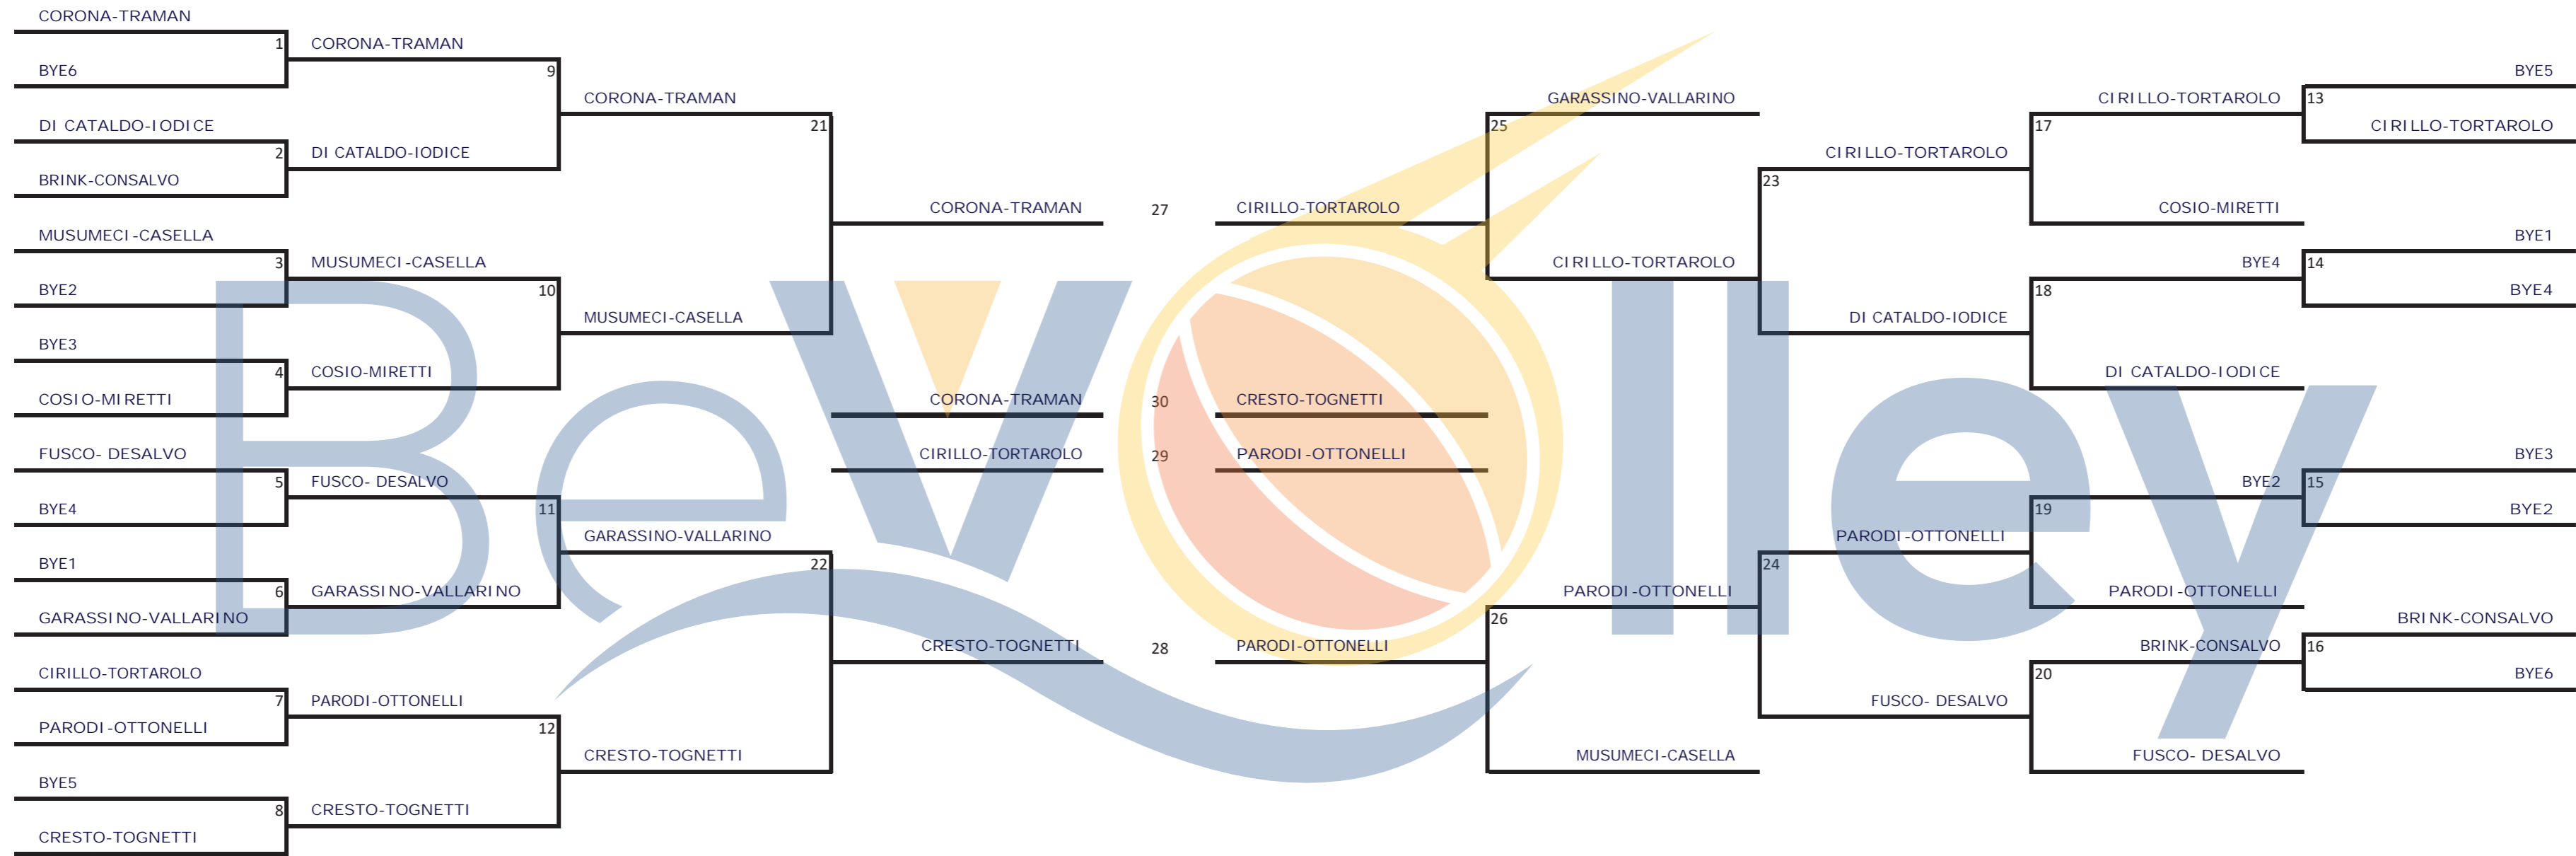 CORONA-TRAMAN
1
BYE6
CORONA-TRAMAN
9
DI CATALDO-IODICE
2
BRINK-CONSALVO
DI CATALDO-IODICE
CORONA-TRAMAN
21
MUSUMECI-CASELLA
3
BYE2
MUSUMECI-CASELLA
10
BYE3
4
COSIO-MIRETTI
COSIO-MIRETTI
MUSUMECI-CASELLA
FUSCO- DESALVO
5
BYE4
FUSCO- DESALVO
11
BYE1
6
GARASSINO-VALLARINO
GARASSINO-VALLARINO
GARASSINO-VALLARINO
22
CIRILLO-TORTAROLO
7
PARODI-OTTONELLI
PARODI-OTTONELLI
12
BYE5
8
CRESTO-TOGNETTI
CRESTO-TOGNETTI
CRESTO-TOGNETTI
CORONA-TRAMAN 27 CIRILLO-TORTAROLO
CORONA-TRAMAN 30 CRESTO-TOGNETTI
CIRILLO-TORTAROLO 29 PARODI-OTTONELLI
CRESTO-TOGNETTI 28 PARODI-OTTONELLI
GARASSINO-VALLARINO
25
CIRILLO-TORTAROLO
PARODI-OTTONELLI
26
MUSUMECI-CASELLA
CIRILLO-TORTAROLO
23
DI CATALDO-IODICE
PARODI-OTTONELLI
24
FUSCO- DESALVO
CIRILLO-TORTAROLO
17
COSIO-MIRETTI
BYE4
18
DI CATALDO-IODICE
BYE2
19
PARODI-OTTONELLI
BRINK-CONSALVO
20
FUSCO- DESALVO
BYE5
13
CIRILLO-TORTAROLO
BYE1
14
BYE4
BYE3
15
BYE2
BRINK-CONSALVO
16
BYE6
BeVolley